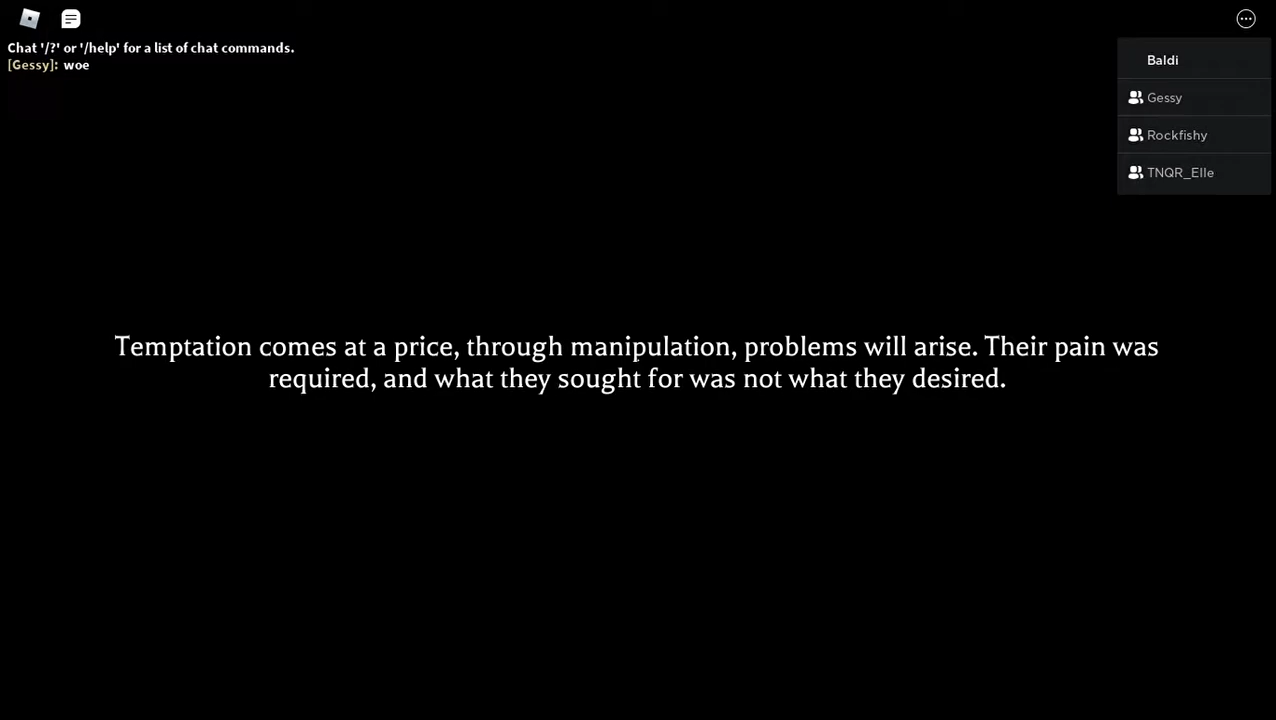 Chat '/?' or '/help' for a list of chat commands.
[Gessy]: woe
Baldi
Gessy
Rockfishy
TNQR_Elle
Temptation comes at a price, through manipulation, problems will arise. Their pain was
required, and what they sought for was not what they desired.